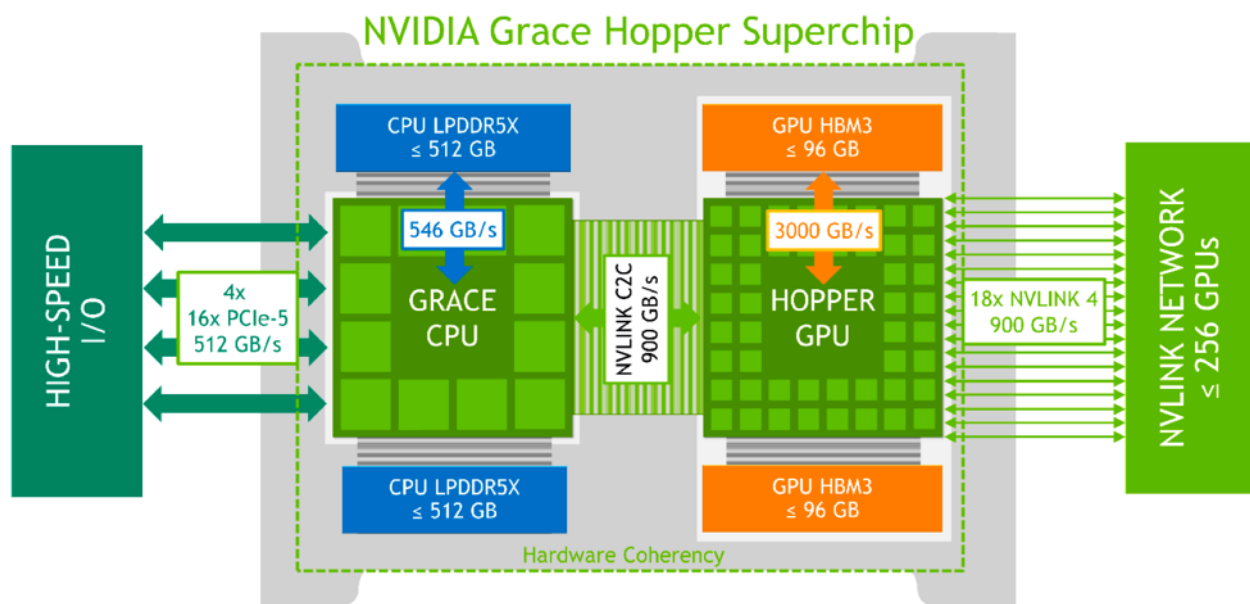 NVIDIA Grace Hopper Superchip
CPU LPDDR5X
≤ 512 GB
GPU HBM3
≤ 96 GB
HIGH-SPEED
I/O
4x
16x PCIe-5
512 GB/s
546 GB/s
GRACE
CPU
NVLINK C2C
900 GB/s
3000 GB/s
HOPPER
GPU
18x NVLINK 4
900 GB/s
NVLINK NETWORK
≤ 256 GPUs
CPU LPDDR5X
≤ 512 GB
GPU HBM3
≤ 96 GB
Hardware Coherency